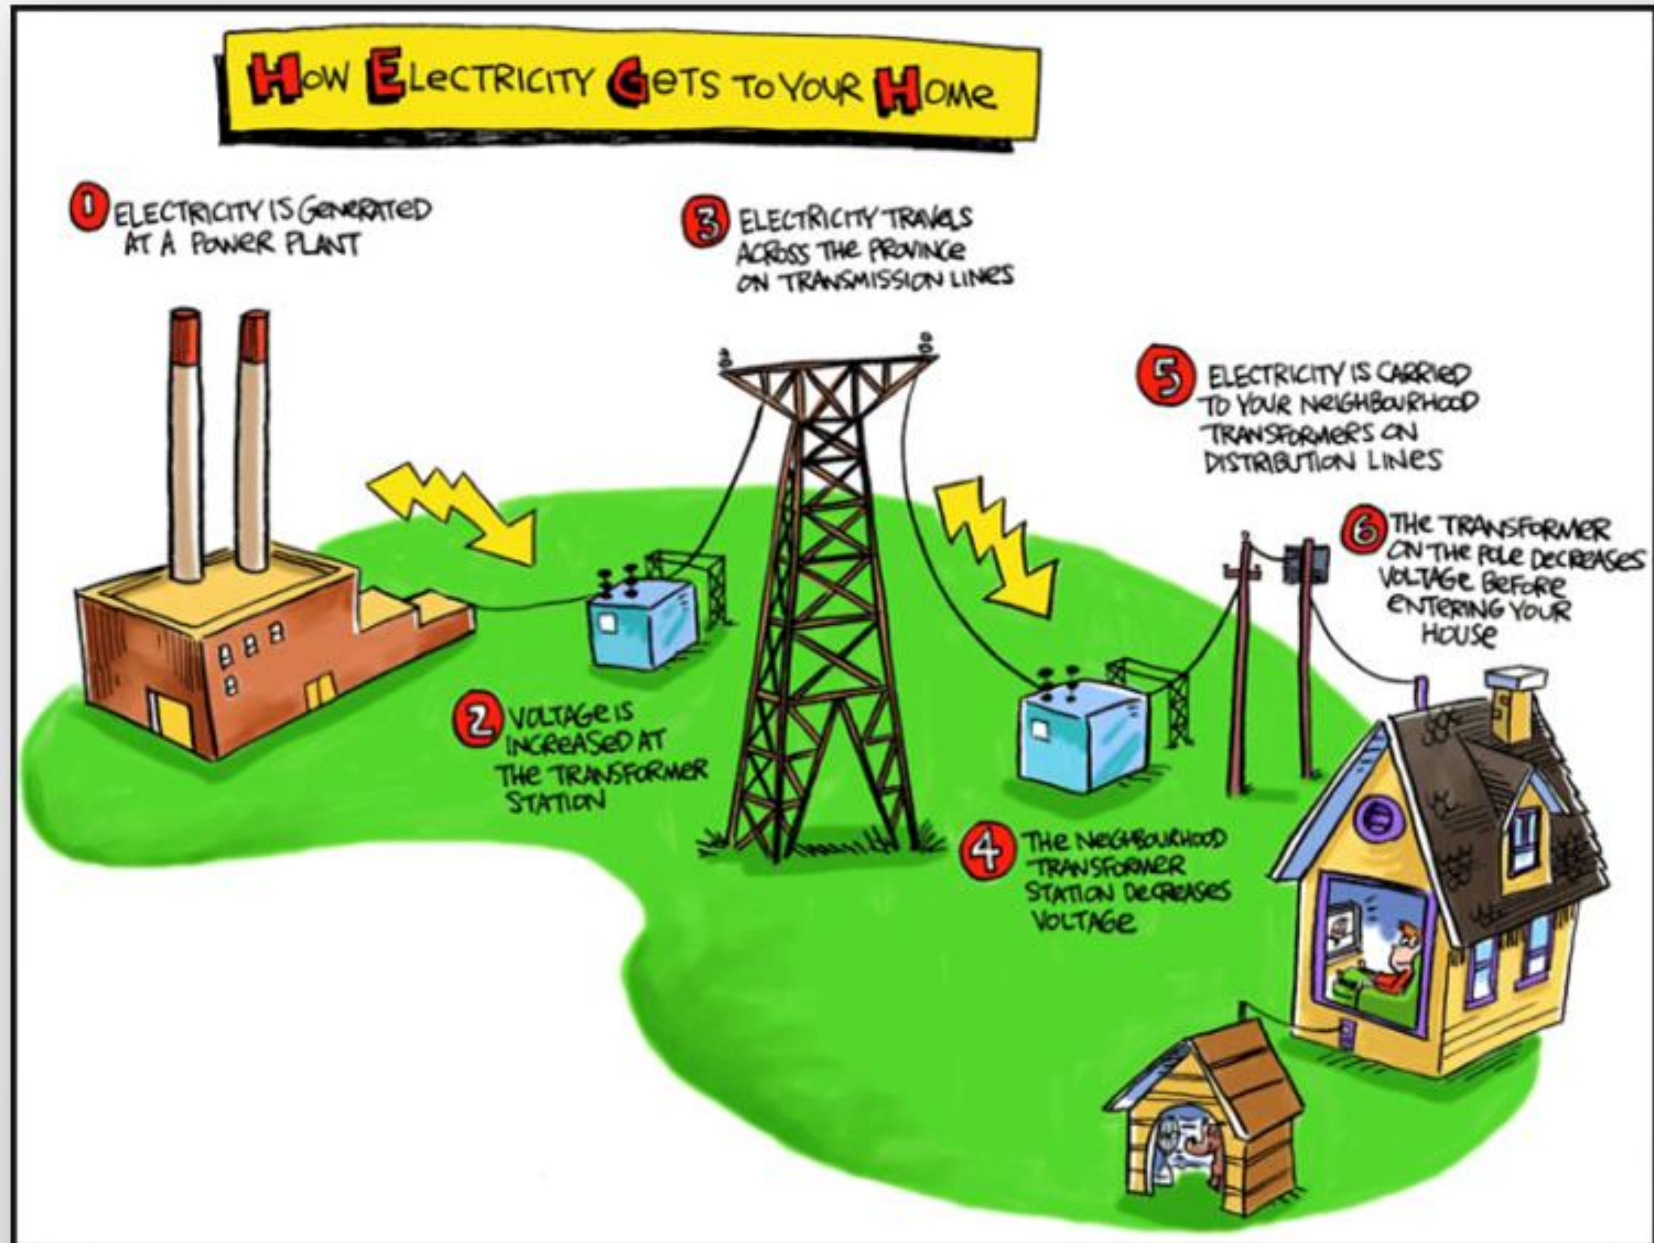 HOW ELECTRICITY GETS TO YOUR HOME
1 ELECTRICITY IS GENERATED
AT A POWER PLANT
2 VOLTAGE IS
INCREASED AT
THE TRANSFORMER
STATION
3 ELECTRICITY TRAVELS
ACROSS THE PROVINCE
ON TRANSMISSION LINES
4 THE NEIGHBOURHOOD
TRANSFORMER
STATION DECREASES
VOLTAGE
5 ELECTRICITY IS CARRIED
TO YOUR NEIGHBOURHOOD
TRANSFORMERS ON
DISTRIBUTION LINES
6 THE TRANSFORMER
ON THE POLE DECREASES
VOLTAGE BEFORE
ENTERING YOUR
HOUSE